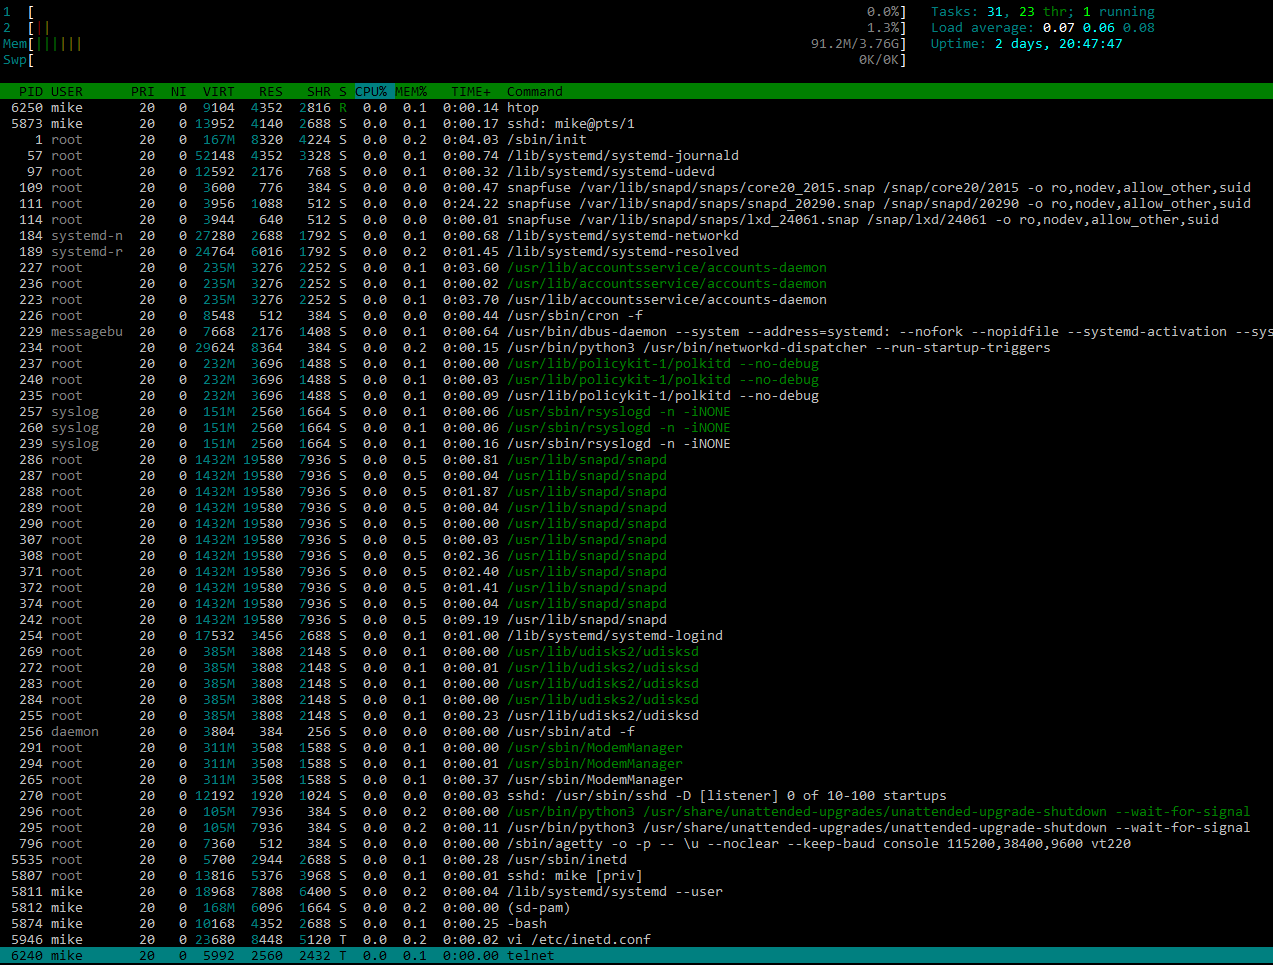 1 [ 0.0%] Tasks: 31, 23 thr; 1 running
2 [|| 1.3%] Load average: 0.07 0.06 0.08
Mem[|||||| 91.2M/3.76G] Uptime: 2 days, 20:47:47
Swp[ 0K/0K]
PID USER PRI NI VIRT RES SHR S CPU% MEM% TIME+ Command
6250 mike 20 0 9104 4352 2816 R 0.0 0.1 0:00.14 htop
5873 mike 20 0 13952 4140 2688 S 0.0 0.1 0:00.17 sshd: mike@pts/1
1 root 20 0 167M 8320 4224 S 0.0 0.2 0:04.03 /sbin/init
57 root 20 0 52148 4352 3328 S 0.0 0.1 0:00.74 /lib/systemd/systemd-journald
97 root 20 0 12592 2176 768 S 0.0 0.1 0:00.32 /lib/systemd/systemd-udevd
109 root 20 0 3600 776 384 S 0.0 0.0 0:00.47 snapfuse /var/lib/snapd/snaps/core20_2015.snap /snap/core20/2015 -o ro,nodev,allow_other,suid
111 root 20 0 3956 1088 512 S 0.0 0.0 0:24.22 snapfuse /var/lib/snapd/snaps/snapd_20290.snap /snap/snapd/20290 -o ro,nodev,allow_other,suid
114 root 20 0 3944 640 512 S 0.0 0.0 0:00.01 snapfuse /var/lib/snapd/snaps/lxd_24061.snap /snap/lxd/24061 -o ro,nodev,allow_other,suid
184 systemd-n 20 0 27280 2688 1792 S 0.0 0.1 0:00.68 /lib/systemd/systemd-networkd
189 systemd-r 20 0 24764 6016 1792 S 0.0 0.2 0:01.45 /lib/systemd/systemd-resolved
227 root 20 0 235M 3276 2252 S 0.0 0.1 0:03.60 /usr/lib/accountsservice/accounts-daemon
236 root 20 0 235M 3276 2252 S 0.0 0.1 0:00.02 /usr/lib/accountsservice/accounts-daemon
223 root 20 0 235M 3276 2252 S 0.0 0.1 0:03.70 /usr/lib/accountsservice/accounts-daemon
226 root 20 0 8548 512 384 S 0.0 0.0 0:00.44 /usr/sbin/cron -f
229 messagebu 20 0 7668 2176 1408 S 0.0 0.1 0:00.64 /usr/bin/dbus-daemon --system --address=systemd: --nofork --nopidfile --systemd-activation --sys
234 root 20 0 29624 8364 384 S 0.0 0.2 0:00.15 /usr/bin/python3 /usr/bin/networkd-dispatcher --run-startup-triggers
237 root 20 0 232M 3696 1488 S 0.0 0.1 0:00.00 /usr/lib/policykit-1/polkitd --no-debug
240 root 20 0 232M 3696 1488 S 0.0 0.1 0:00.03 /usr/lib/policykit-1/polkitd --no-debug
235 root 20 0 232M 3696 1488 S 0.0 0.1 0:00.09 /usr/lib/policykit-1/polkitd --no-debug
257 syslog 20 0 151M 2560 1664 S 0.0 0.1 0:00.06 /usr/sbin/rsyslogd -n -iNONE
260 syslog 20 0 151M 2560 1664 S 0.0 0.1 0:00.06 /usr/sbin/rsyslogd -n -iNONE
239 syslog 20 0 151M 2560 1664 S 0.0 0.1 0:00.16 /usr/sbin/rsyslogd -n -iNONE
286 root 20 0 1432M 19580 7936 S 0.0 0.5 0:00.81 /usr/lib/snapd/snapd
287 root 20 0 1432M 19580 7936 S 0.0 0.5 0:00.04 /usr/lib/snapd/snapd
288 root 20 0 1432M 19580 7936 S 0.0 0.5 0:01.87 /usr/lib/snapd/snapd
289 root 20 0 1432M 19580 7936 S 0.0 0.5 0:00.04 /usr/lib/snapd/snapd
290 root 20 0 1432M 19580 7936 S 0.0 0.5 0:00.00 /usr/lib/snapd/snapd
307 root 20 0 1432M 19580 7936 S 0.0 0.5 0:00.03 /usr/lib/snapd/snapd
308 root 20 0 1432M 19580 7936 S 0.0 0.5 0:02.36 /usr/lib/snapd/snapd
371 root 20 0 1432M 19580 7936 S 0.0 0.5 0:02.40 /usr/lib/snapd/snapd
372 root 20 0 1432M 19580 7936 S 0.0 0.5 0:01.41 /usr/lib/snapd/snapd
374 root 20 0 1432M 19580 7936 S 0.0 0.5 0:00.04 /usr/lib/snapd/snapd
242 root 20 0 1432M 19580 7936 S 0.0 0.5 0:09.19 /usr/lib/snapd/snapd
254 root 20 0 17532 3456 2688 S 0.0 0.1 0:01.00 /lib/systemd/systemd-logind
269 root 20 0 385M 3808 2148 S 0.0 0.1 0:00.00 /usr/lib/udisks2/udisksd
272 root 20 0 385M 3808 2148 S 0.0 0.1 0:00.01 /usr/lib/udisks2/udisksd
283 root 20 0 385M 3808 2148 S 0.0 0.1 0:00.00 /usr/lib/udisks2/udisksd
284 root 20 0 385M 3808 2148 S 0.0 0.1 0:00.00 /usr/lib/udisks2/udisksd
255 root 20 0 385M 3808 2148 S 0.0 0.1 0:00.23 /usr/lib/udisks2/udisksd
256 daemon 20 0 3804 384 256 S 0.0 0.0 0:00.00 /usr/sbin/atd -f
291 root 20 0 311M 3508 1588 S 0.0 0.1 0:00.00 /usr/sbin/ModemManager
294 root 20 0 311M 3508 1588 S 0.0 0.1 0:00.01 /usr/sbin/ModemManager
265 root 20 0 311M 3508 1588 S 0.0 0.1 0:00.37 /usr/sbin/ModemManager
270 root 20 0 12192 1920 1024 S 0.0 0.0 0:00.03 sshd: /usr/sbin/sshd -D [listener] 0 of 10-100 startups
296 root 20 0 105M 7936 384 S 0.0 0.2 0:00.00 /usr/bin/python3 /usr/share/unattended-upgrades/unattended-upgrade-shutdown --wait-for-signal
295 root 20 0 105M 7936 384 S 0.0 0.2 0:00.11 /usr/bin/python3 /usr/share/unattended-upgrades/unattended-upgrade-shutdown --wait-for-signal
796 root 20 0 7360 512 384 S 0.0 0.0 0:00.00 /sbin/agetty -o -p -- \u --noclear --keep-baud console 115200,38400,9600 vt220
5535 root 20 0 5700 2944 2688 S 0.0 0.1 0:00.28 /usr/sbin/inetd
5807 root 20 0 13816 5376 3968 S 0.0 0.1 0:00.01 sshd: mike [priv]
5811 mike 20 0 18968 7808 6400 S 0.0 0.2 0:00.04 /lib/systemd/systemd --user
5812 mike 20 0 168M 6096 1664 S 0.0 0.2 0:00.00 (sd-pam)
5874 mike 20 0 10168 4352 2688 S 0.0 0.1 0:00.25 -bash
5946 mike 20 0 23680 8448 5120 T 0.0 0.2 0:00.02 vi /etc/inetd.conf
6240 mike 20 0 5992 2560 2432 T 0.0 0.1 0:00.00 telnet